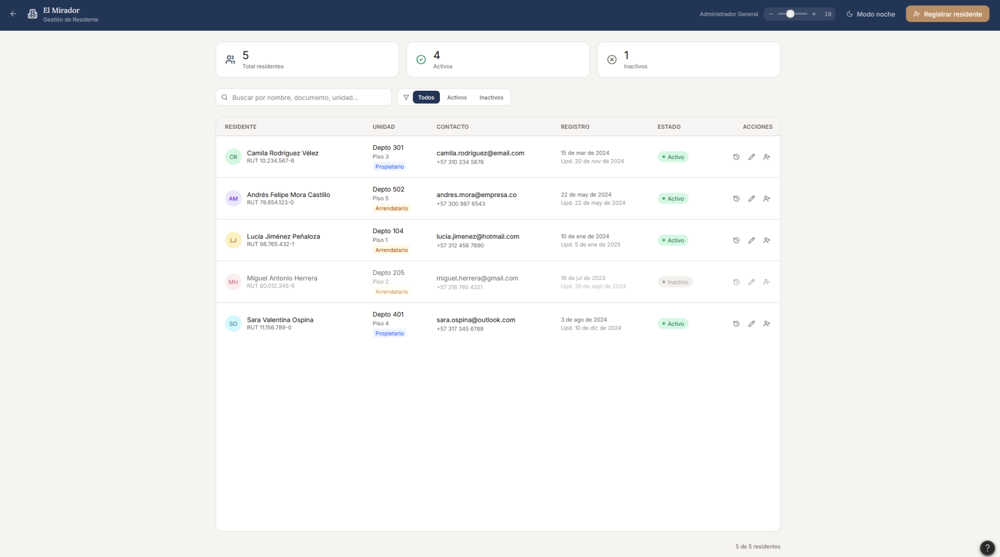 El Mirador
Gestión de Residente
Administrador General
16
Modo noche
Registrar residente
5
Total residentes
4
Activos
1
Inactivos
Buscar por nombre, documento, unidad...
Todos
Activos
Inactivos
RESIDENTE UNIDAD CONTACTO REGISTRO ESTADO ACCIONES
CR
Camila Rodríguez Vélez
RUT 10.234.567-8
Depto 301
Piso 3
Propietario
camila.rodriguez@email.com
+57 310 234 5678
15 de mar de 2024
Upd. 20 de nov de 2024
Activo
AM
Andrés Felipe Mora Castillo
RUT 79.854.123-0
Depto 502
Piso 5
Arrendatario
andres.mora@empresa.co
+57 300 987 6543
22 de may de 2024
Upd. 22 de may de 2024
Activo
LJ
Lucía Jiménez Peñaloza
RUT 98.765.432-1
Depto 104
Piso 1
Arrendatario
lucia.jimenez@hotmail.com
+57 312 456 7890
10 de ene de 2024
Upd. 5 de ene de 2025
Activo
MH
Miguel Antonio Herrera
RUT 80.012.345-6
Depto 205
Piso 2
Arrendatario
miguel.herrera@gmail.com
+57 318 765 4321
18 de jul de 2023
Upd. 30 de sept de 2024
Inactivo
SO
Sara Valentina Ospina
RUT 11.156.789-0
Depto 401
Piso 4
Propietario
sara.ospina@outlook.com
+57 317 345 6789
3 de ago de 2024
Upd. 10 de dic de 2024
Activo
5 de 5 residentes
?